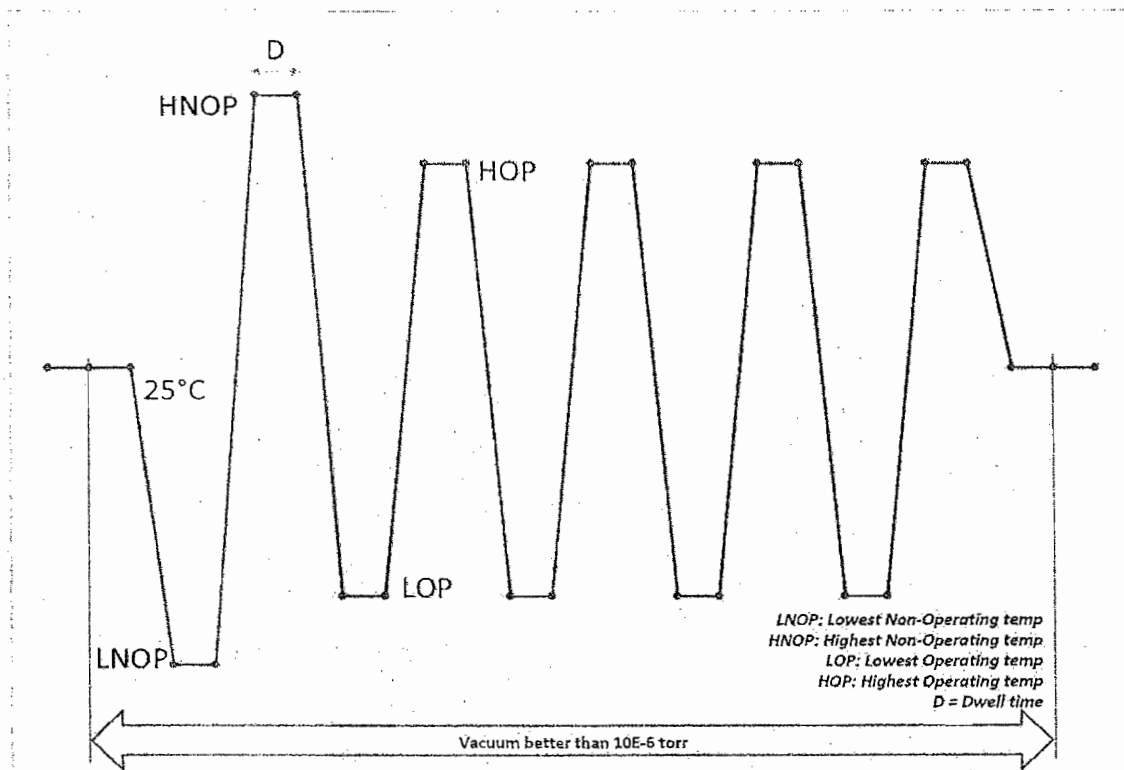 D
HNOP
HOP
25°C
LOP
LNOP
LNOP: Lowest Non-Operating temp
HNOP: Highest Non-Operating temp
LOP: Lowest Operating temp
HOP: Highest Operating temp
D = Dwell time
Vacuum better than 10E-6 torr